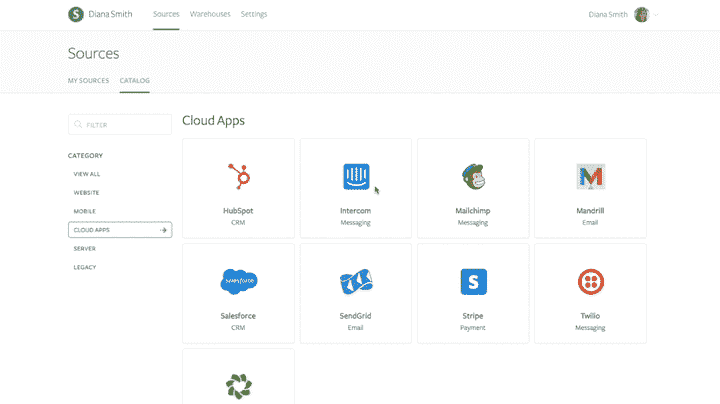 S Diana Smith Sources Warehouses Settings Diana Smith
Sources
MY SOURCES CATALOG
FILTER
CATEGORY
VIEW ALL
WEBSITE
MOBILE
CLOUD APPS
SERVER
LEGACY
Cloud Apps
HubSpot
CRM
Intercom
Messaging
Mailchimp
Messaging
M
Mandrill
Email
salesforce
Salesforce
CRM
SendGrid
Email
S
Stripe
Payment
Twilio
Messaging